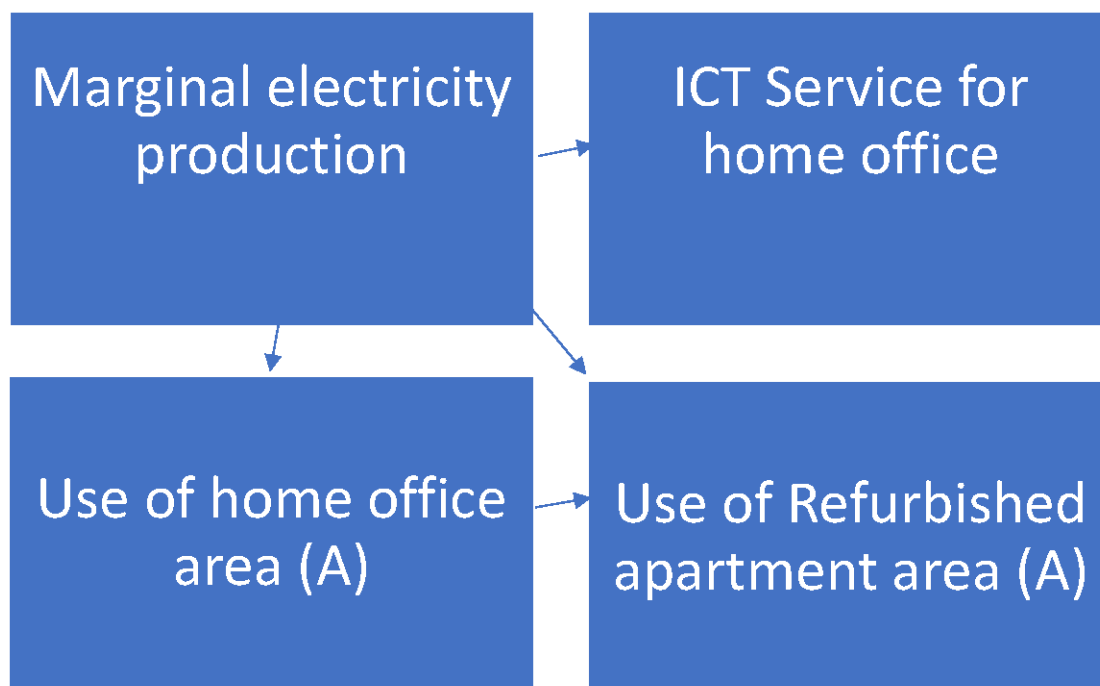 Marginal electricity
production
ICT Service for
home office
Use of home office
area (A)
Use of Refurbished
apartment area (A)